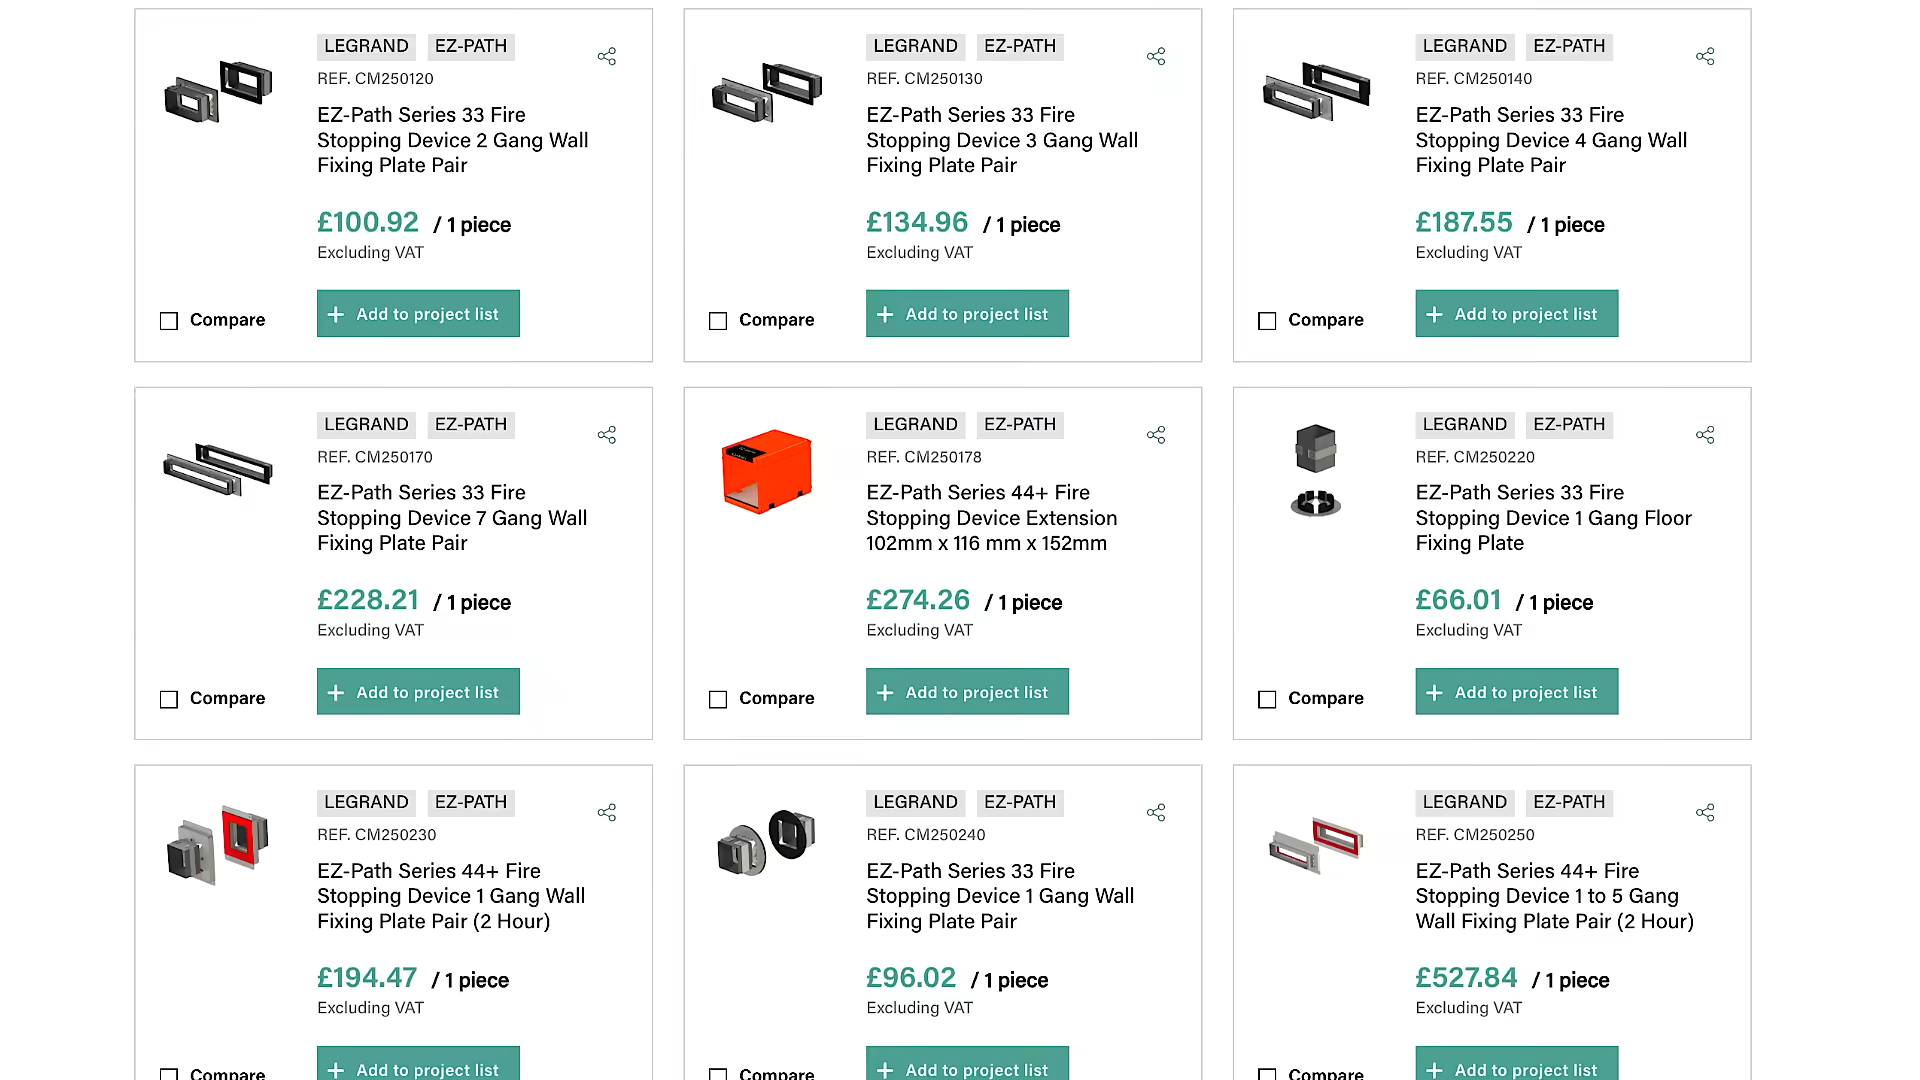 LEGRAND EZ-PATH
REF. CM250120
EZ-Path Series 33 Fire
Stopping Device 2 Gang Wall
Fixing Plate Pair
£100.92 / 1 piece
Excluding VAT
Compare
+ Add to project list
LEGRAND EZ-PATH
REF. CM250130
EZ-Path Series 33 Fire
Stopping Device 3 Gang Wall
Fixing Plate Pair
£134.96 / 1 piece
Excluding VAT
Compare
+ Add to project list
LEGRAND EZ-PATH
REF. CM250140
EZ-Path Series 33 Fire
Stopping Device 4 Gang Wall
Fixing Plate Pair
£187.55 / 1 piece
Excluding VAT
Compare
+ Add to project list
LEGRAND EZ-PATH
REF. CM250170
EZ-Path Series 33 Fire
Stopping Device 7 Gang Wall
Fixing Plate Pair
£228.21 / 1 piece
Excluding VAT
Compare
+ Add to project list
LEGRAND EZ-PATH
REF. CM250178
EZ-Path Series 44+ Fire
Stopping Device Extension
102mm x 116 mm x 152mm
£274.26 / 1 piece
Excluding VAT
Compare
+ Add to project list
LEGRAND EZ-PATH
REF. CM250220
EZ-Path Series 33 Fire
Stopping Device 1 Gang Floor
Fixing Plate
£66.01 / 1 piece
Excluding VAT
Compare
+ Add to project list
LEGRAND EZ-PATH
REF. CM250230
EZ-Path Series 44+ Fire
Stopping Device 1 Gang Wall
Fixing Plate Pair (2 Hour)
£194.47 / 1 piece
Excluding VAT
Compare
+ Add to project list
LEGRAND EZ-PATH
REF. CM250240
EZ-Path Series 33 Fire
Stopping Device 1 Gang Wall
Fixing Plate Pair
£96.02 / 1 piece
Excluding VAT
Compare
+ Add to project list
LEGRAND EZ-PATH
REF. CM250250
EZ-Path Series 44+ Fire
Stopping Device 1 to 5 Gang
Wall Fixing Plate Pair (2 Hour)
£527.84 / 1 piece
Excluding VAT
Compare
+ Add to project list